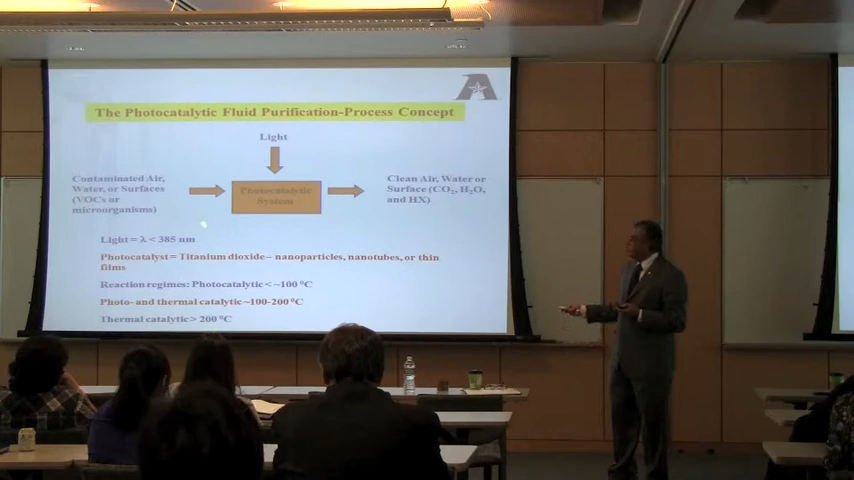 The Photocatalytic Fluid Purification-Process Concept
Light
Contaminated Air,
Water, or Surfaces
(VOCs or
microorganisms)
Photocatalytic
System
Clean Air, Water or
Surface (CO₂, H₂O,
and HX)
Light = λ < 385 nm
Photocatalyst = Titanium dioxide– nanoparticles, nanotubes, or thin
films
Reaction regimes: Photocatalytic < ~100 °C
Photo- and thermal catalytic ~100-200 °C
Thermal catalytic > 200 °C